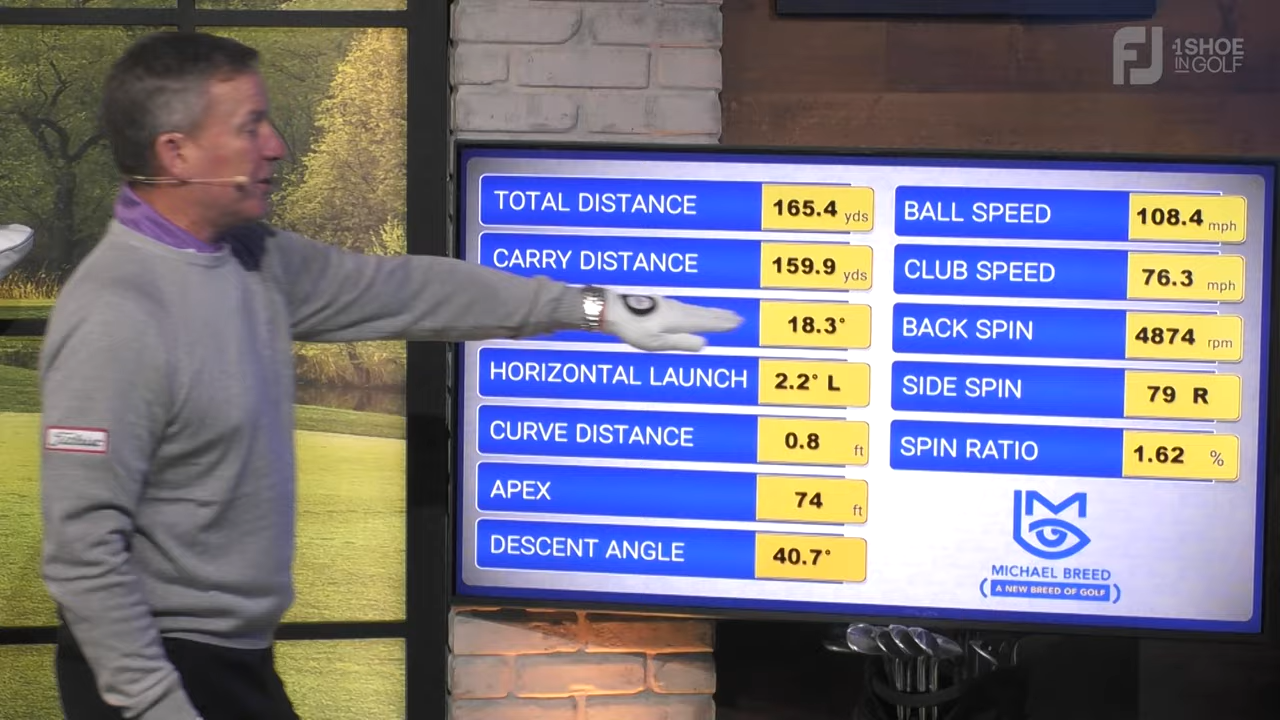 FJ #1SHOE
IN GOLF
TOTAL DISTANCE 165.4 yds
CARRY DISTANCE 159.9 yds
18.3°
HORIZONTAL LAUNCH 2.2° L
CURVE DISTANCE 0.8 ft
APEX 74 ft
DESCENT ANGLE 40.7°
BALL SPEED 108.4 mph
CLUB SPEED 76.3 mph
BACK SPIN 4874 rpm
SIDE SPIN 79 R
SPIN RATIO 1.62 %
MICHAEL BREED
A NEW BREED OF GOLF
Titleist